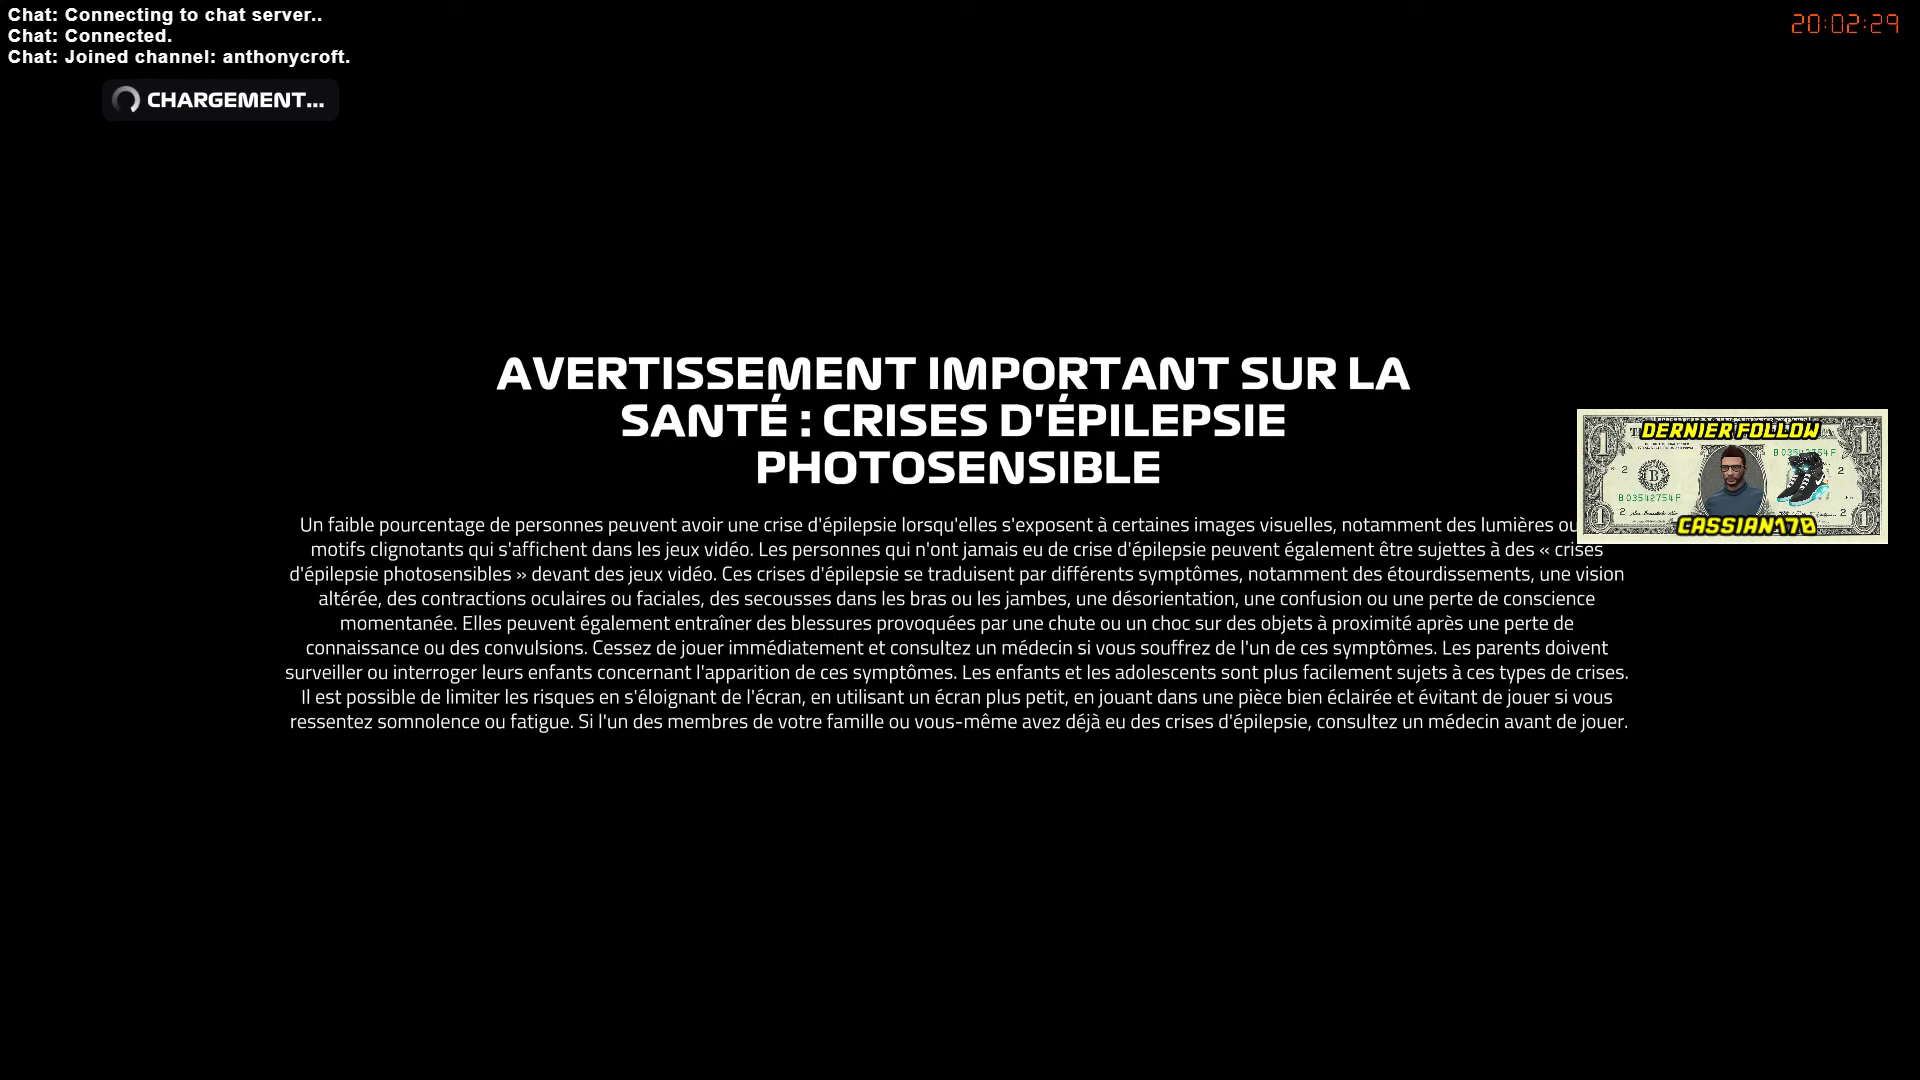 Chat: Connecting to chat server..
Chat: Connected.
Chat: Joined channel: anthonycroft.
20:02:29
CHARGEMENT...
AVERTISSEMENT IMPORTANT SUR LA
SANTÉ : CRISES D'ÉPILEPSIE
PHOTOSENSIBLE
Un faible pourcentage de personnes peuvent avoir une crise d'épilepsie lorsqu'elles s'exposent à certaines images visuelles, notamment des lumières ou
motifs clignotants qui s'affichent dans les jeux vidéo. Les personnes qui n'ont jamais eu de crise d'épilepsie peuvent également être sujettes à des « crises
d'épilepsie photosensibles » devant des jeux vidéo. Ces crises d'épilepsie se traduisent par différents symptômes, notamment des étourdissements, une vision
altérée, des contractions oculaires ou faciales, des secousses dans les bras ou les jambes, une désorientation, une confusion ou une perte de conscience
momentanée. Elles peuvent également entraîner des blessures provoquées par une chute ou un choc sur des objets à proximité après une perte de
connaissance ou des convulsions. Cessez de jouer immédiatement et consultez un médecin si vous souffrez de l'un de ces symptômes. Les parents doivent
surveiller ou interroger leurs enfants concernant l'apparition de ces symptômes. Les enfants et les adolescents sont plus facilement sujets à ces types de crises.
Il est possible de limiter les risques en s'éloignant de l'écran, en utilisant un écran plus petit, en jouant dans une pièce bien éclairée et évitant de jouer si vous
ressentez somnolence ou fatigue. Si l'un des membres de votre famille ou vous-même avez déjà eu des crises d'épilepsie, consultez un médecin avant de jouer.
DERNIER FOLLOW
B 03542754 F
B
B 03542754 F
CASSIAN170